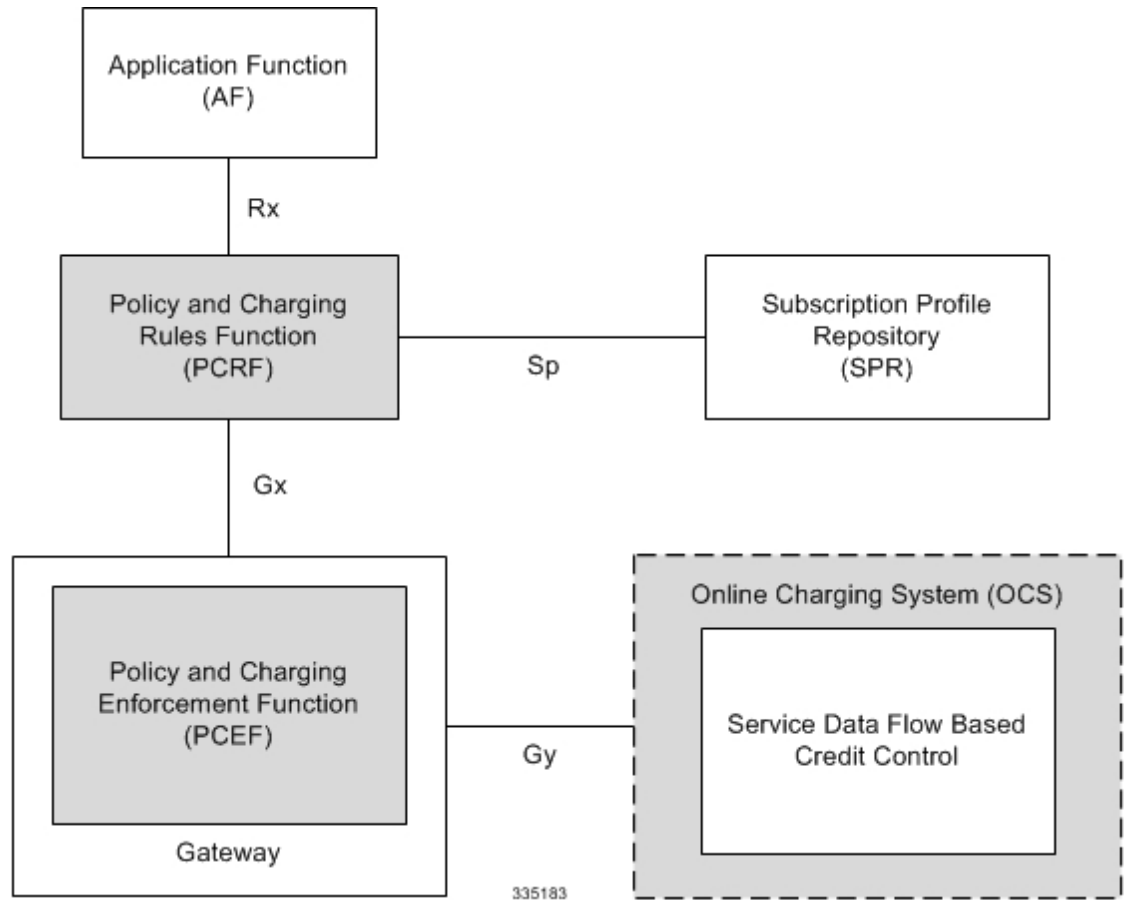 Application Function
(AF)
Rx
Policy and Charging
Rules Function
(PCRF)
Sp
Subscription Profile
Repository
(SPR)
Gx
Policy and Charging
Enforcement Function
(PCEF)
Gateway
Gy
Online Charging System (OCS)
Service Data Flow Based
Credit Control
335183